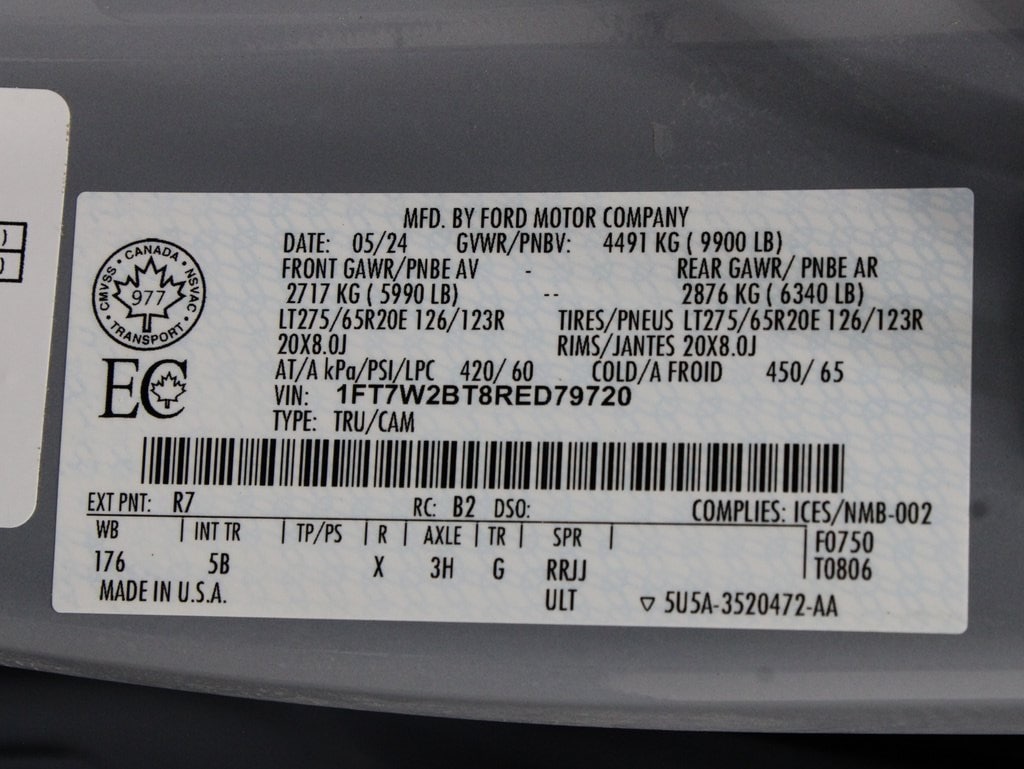 MFD. BY FORD MOTOR COMPANY
DATE: 05/24 GVWR/PNBV: 4491 KG ( 9900 LB)
FRONT GAWR/PNBE AV - REAR GAWR/ PNBE AR
2717 KG ( 5990 LB) -- 2876 KG ( 6340 LB)
LT275/65R20E 126/123R TIRES/PNEUS LT275/65R20E 126/123R
20X8.0J RIMS/JANTES 20X8.0J
AT/A kPa/PSI/LPC 420/ 60 COLD/A FROID 450/ 65
VIN: 1FT7W2BT8RED79720
TYPE: TRU/CAM
CANADA • NSVAC • TRANSPORT • CMVSS •
977
EC
EXT PNT: R7 RC: B2 DSO: COMPLIES: ICES/NMB-002
WB | INT TR | TP/PS | R | AXLE | TR | SPR | F0750
176 5B X 3H G RRJJ T0806
MADE IN U.S.A. ULT ▽ 5U5A-3520472-AA